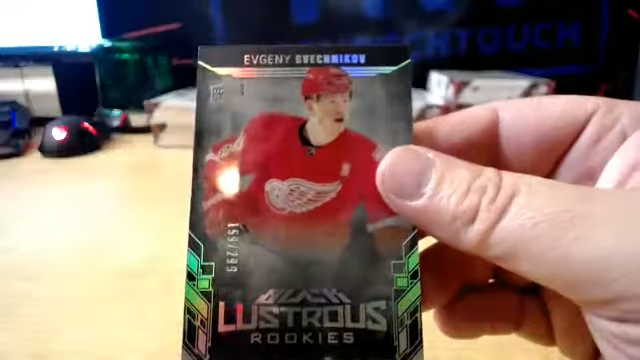 EVGENY SVECHNIKOV
159/299
BLACK
LUSTROUS
ROOKIES